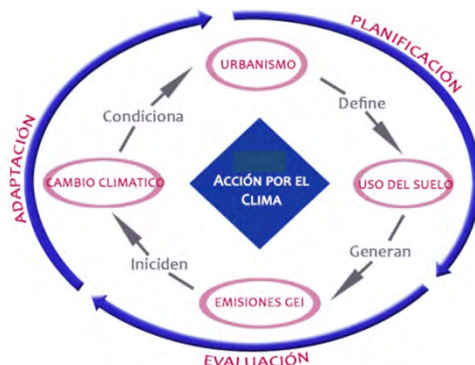 PLANIFICACIÓN
URBANISMO
Condiciona
Define
ADAPTACIÓN
CAMBIO CLIMATICO
ACCIÓN POR EL
CLIMA
USO DEL SUELO
Iniciden
Generan
EMISIONES GEI
EVALUACIÓN